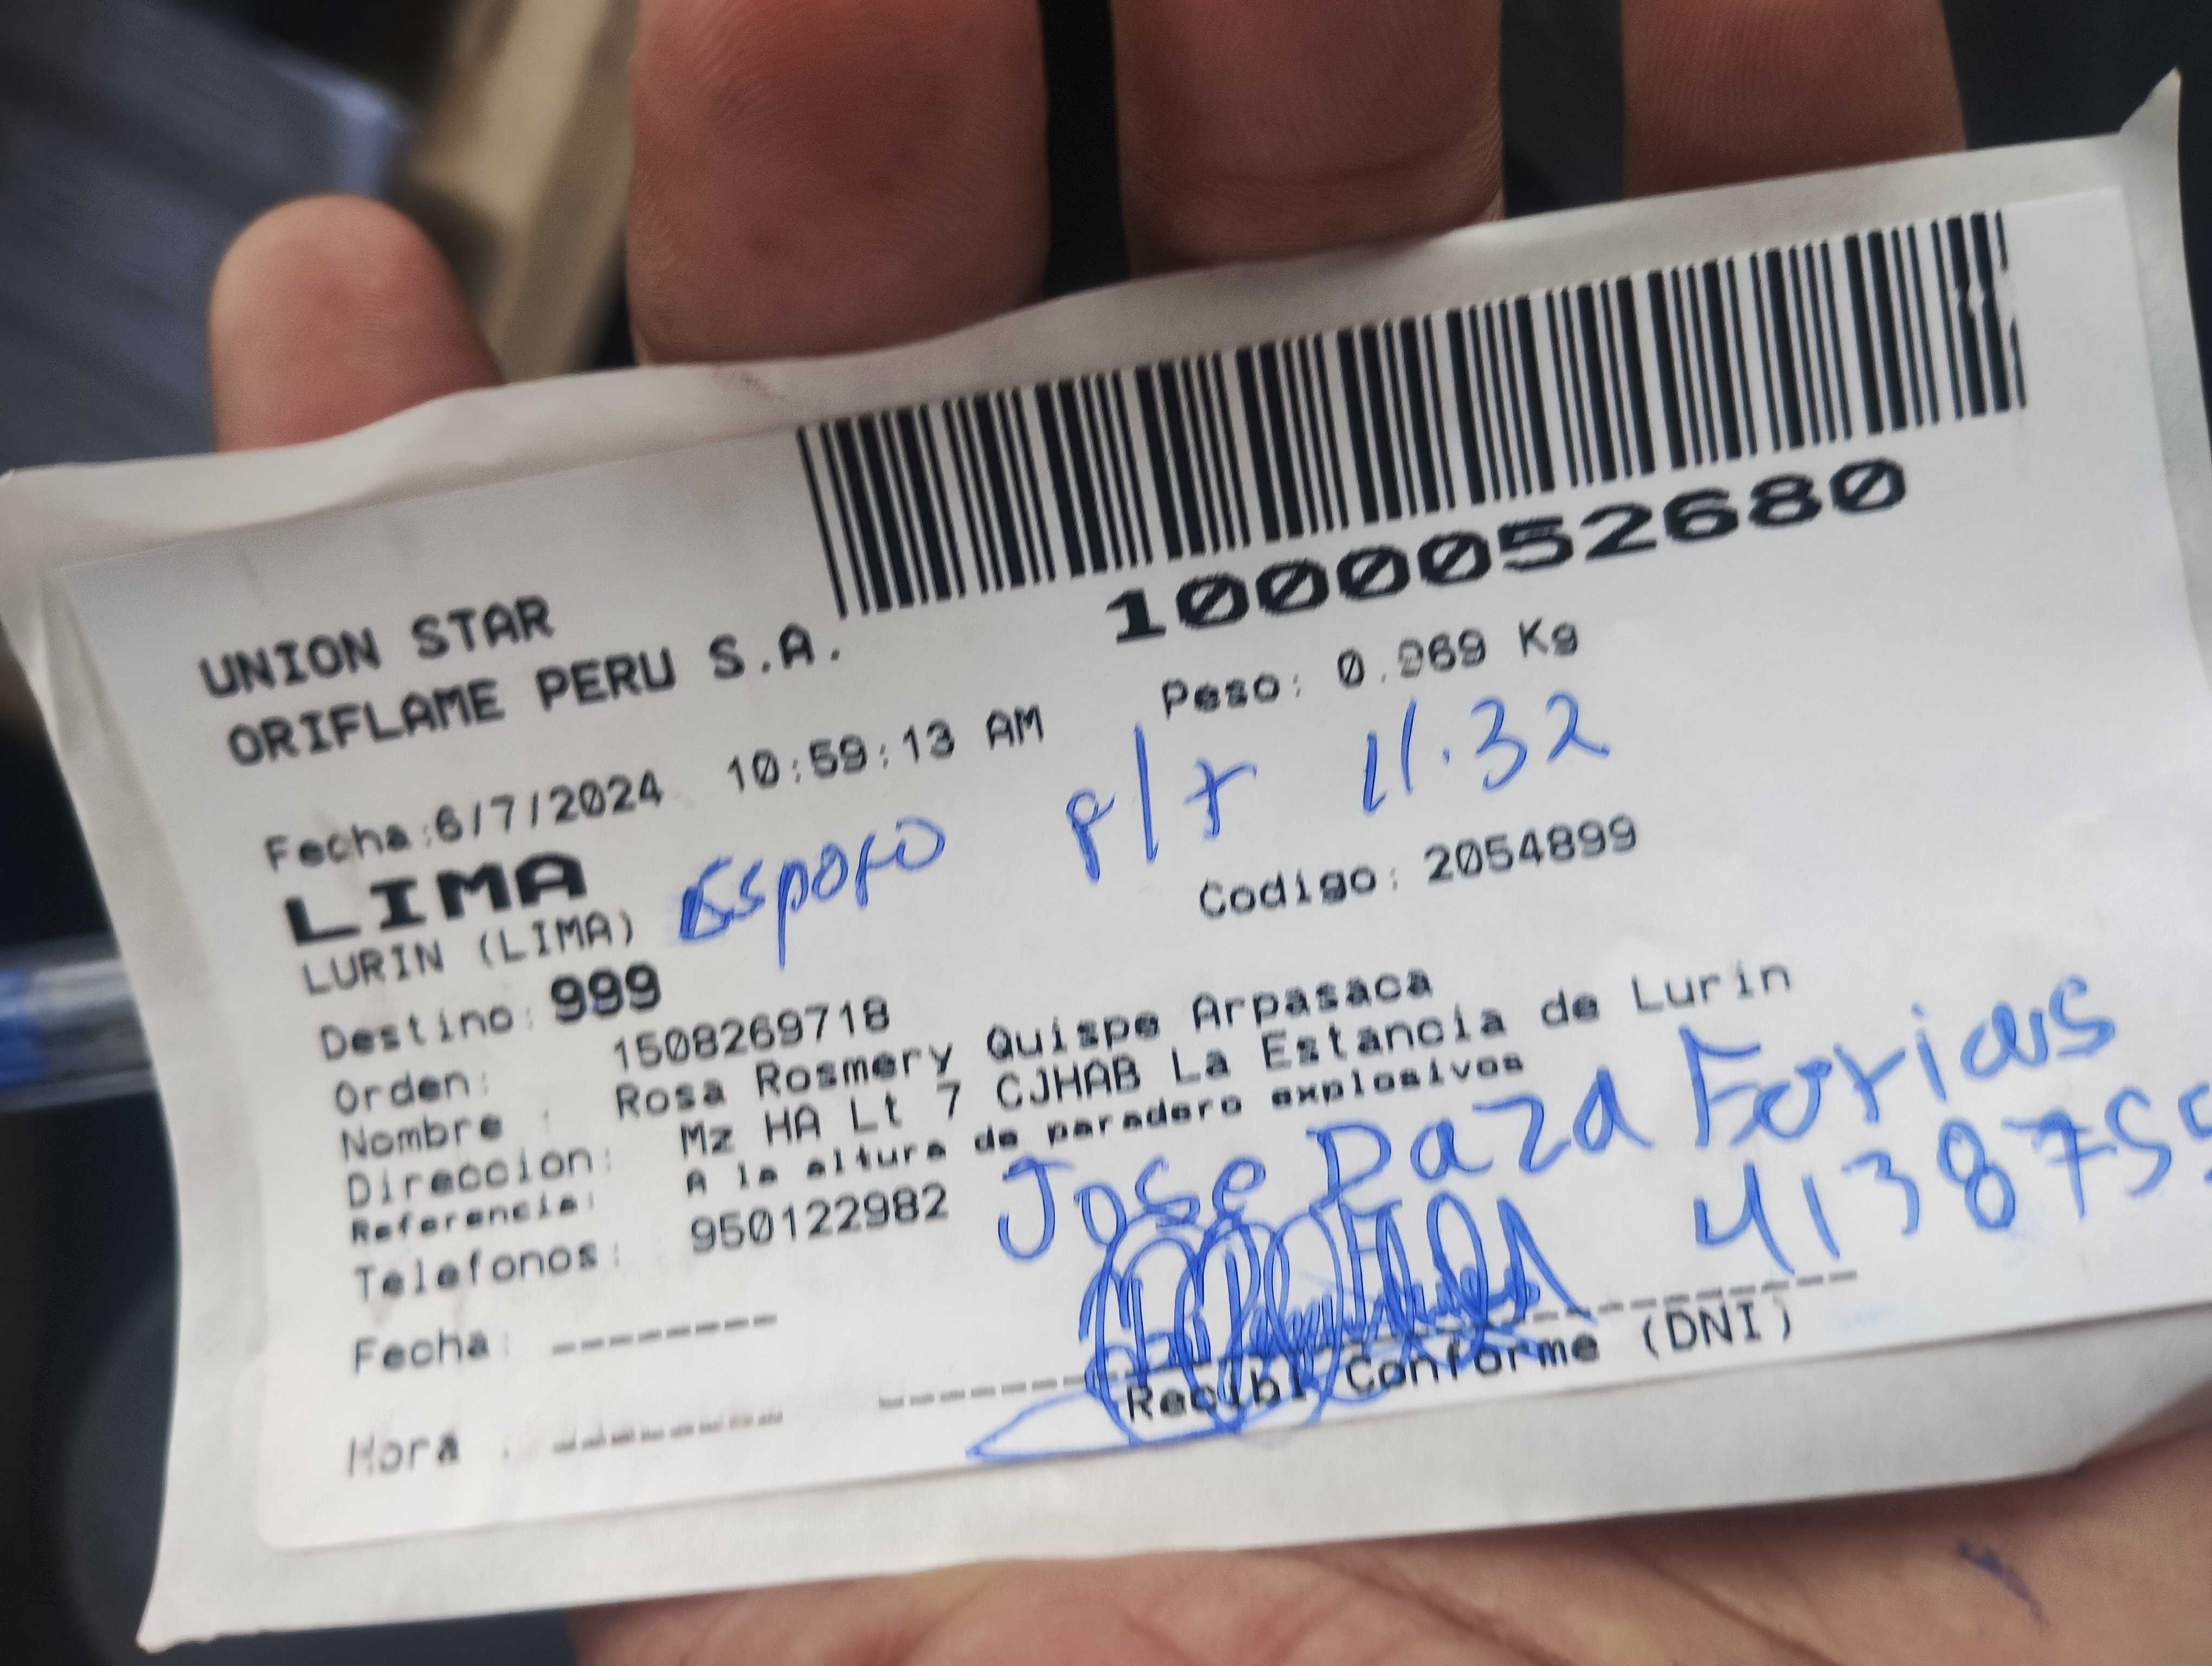 1000052680
UNION STAR
ORIFLAME PERU S.A.
Peso: 0.969 Kg
Fecha:6/7/2024 10:59:13 AM
11.32
LIMA
Esposo P/t
LURIN (LIMA)
Codigo: 2054899
Destino: 999
Orden: 1508269718
Nombre : Rosa Rosmery Quispe Arpasaca
Direccion: Mz HA Lt 7 CJHAB La Estancia de Lurin
Referencia: A la altura de paradero explosivos
Telefonos: 950122982
Jose Daza Farias
413875
Fecha: --------
Recibi Conforme (DNI)
Hora : --------